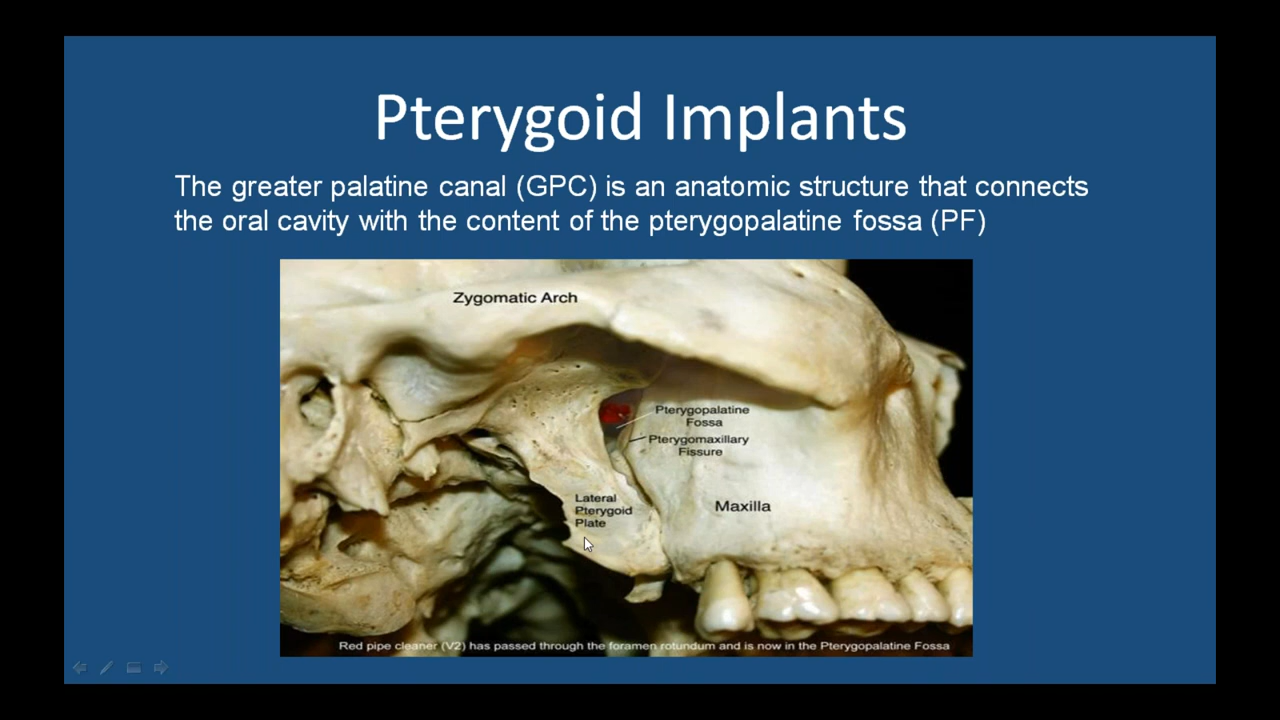 Pterygoid Implants
The greater palatine canal (GPC) is an anatomic structure that connects
the oral cavity with the content of the pterygopalatine fossa (PF)
Zygomatic Arch
Pterygopalatine
Fossa
Pterygomaxillary
Fissure
Lateral
Pterygoid
Plate
Maxilla
Red pipe cleaner (V2) has passed through the foramen rotundum and is now in the Pterygopalatine Fossa